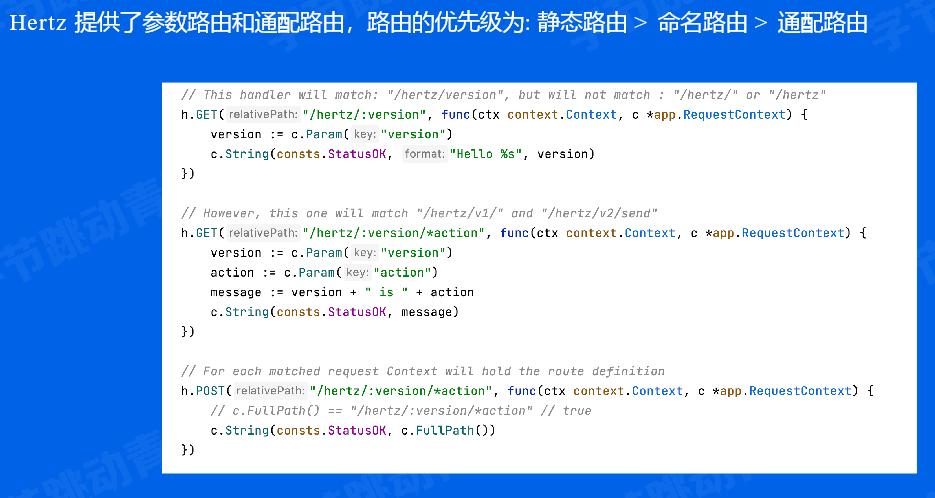 Hertz 提供了参数路由和通配路由，路由的优先级为: 静态路由 > 命名路由 > 通配路由
// This handler will match: "/hertz/version", but will not match : "/hertz/" or "/hertz"
h.GET( relativePath: "/hertz/:version", func(ctx context.Context, c *app.RequestContext) {
    version := c.Param( key: "version")
    c.String(consts.StatusOK, format: "Hello %s", version)
})
// However, this one will match "/hertz/v1/" and "/hertz/v2/send"
h.GET( relativePath: "/hertz/:version/*action", func(ctx context.Context, c *app.RequestContext) {
    version := c.Param( key: "version")
    action := c.Param( key: "action")
    message := version + " is " + action
    c.String(consts.StatusOK, message)
})
// For each matched request Context will hold the route definition
h.POST( relativePath: "/hertz/:version/*action", func(ctx context.Context, c *app.RequestContext) {
    // c.FullPath() == "/hertz/:version/*action" // true
    c.String(consts.StatusOK, c.FullPath())
})